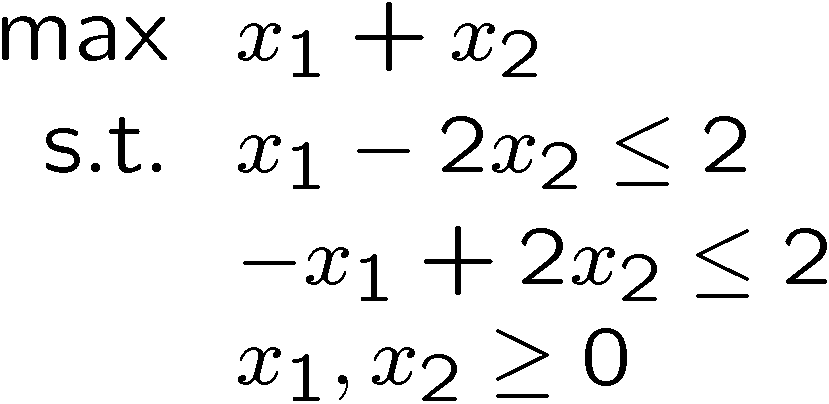 max x₁ + x₂
s.t. x₁ − 2x₂ ≤ 2
−x₁ + 2x₂ ≤ 2
x₁, x₂ ≥ 0